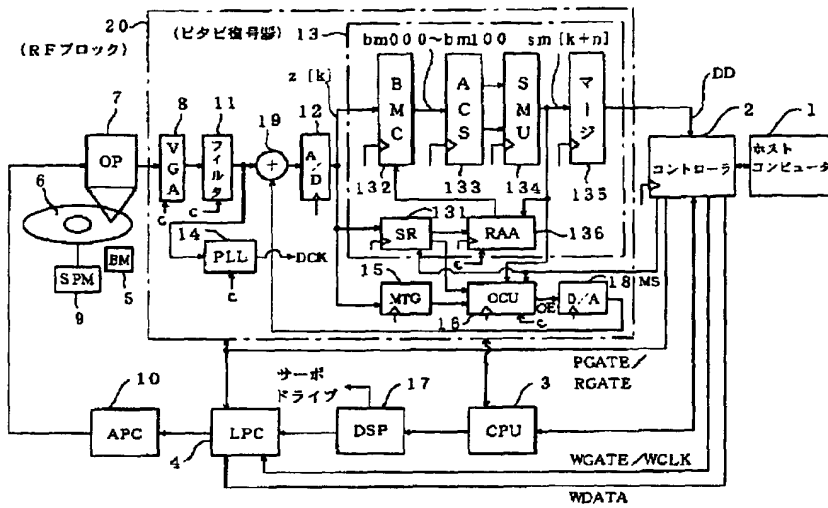 20
(RFブロック)
(ビタビ復号器)
13
bm000~bm100
sm[k+n]
z[k]
DD
7
8
11
19
12
2
1
OP
VGA
フィルタ
+
A/D
BMC
ACS
SMU
マージ
コントローラ
ホスト
コンピュータ
132
133
134
135
6
C
C
14
131
SR
RAA
136
PLL
DCK
C
C
BM
5
SPM
9
15
MTG
OCU
OE
D/A
18
MS
16
C
PGATE/
RGATE
10
サーボ
ドライブ
17
3
APC
LPC
DSP
CPU
4
WGATE/WCLK
WDATA